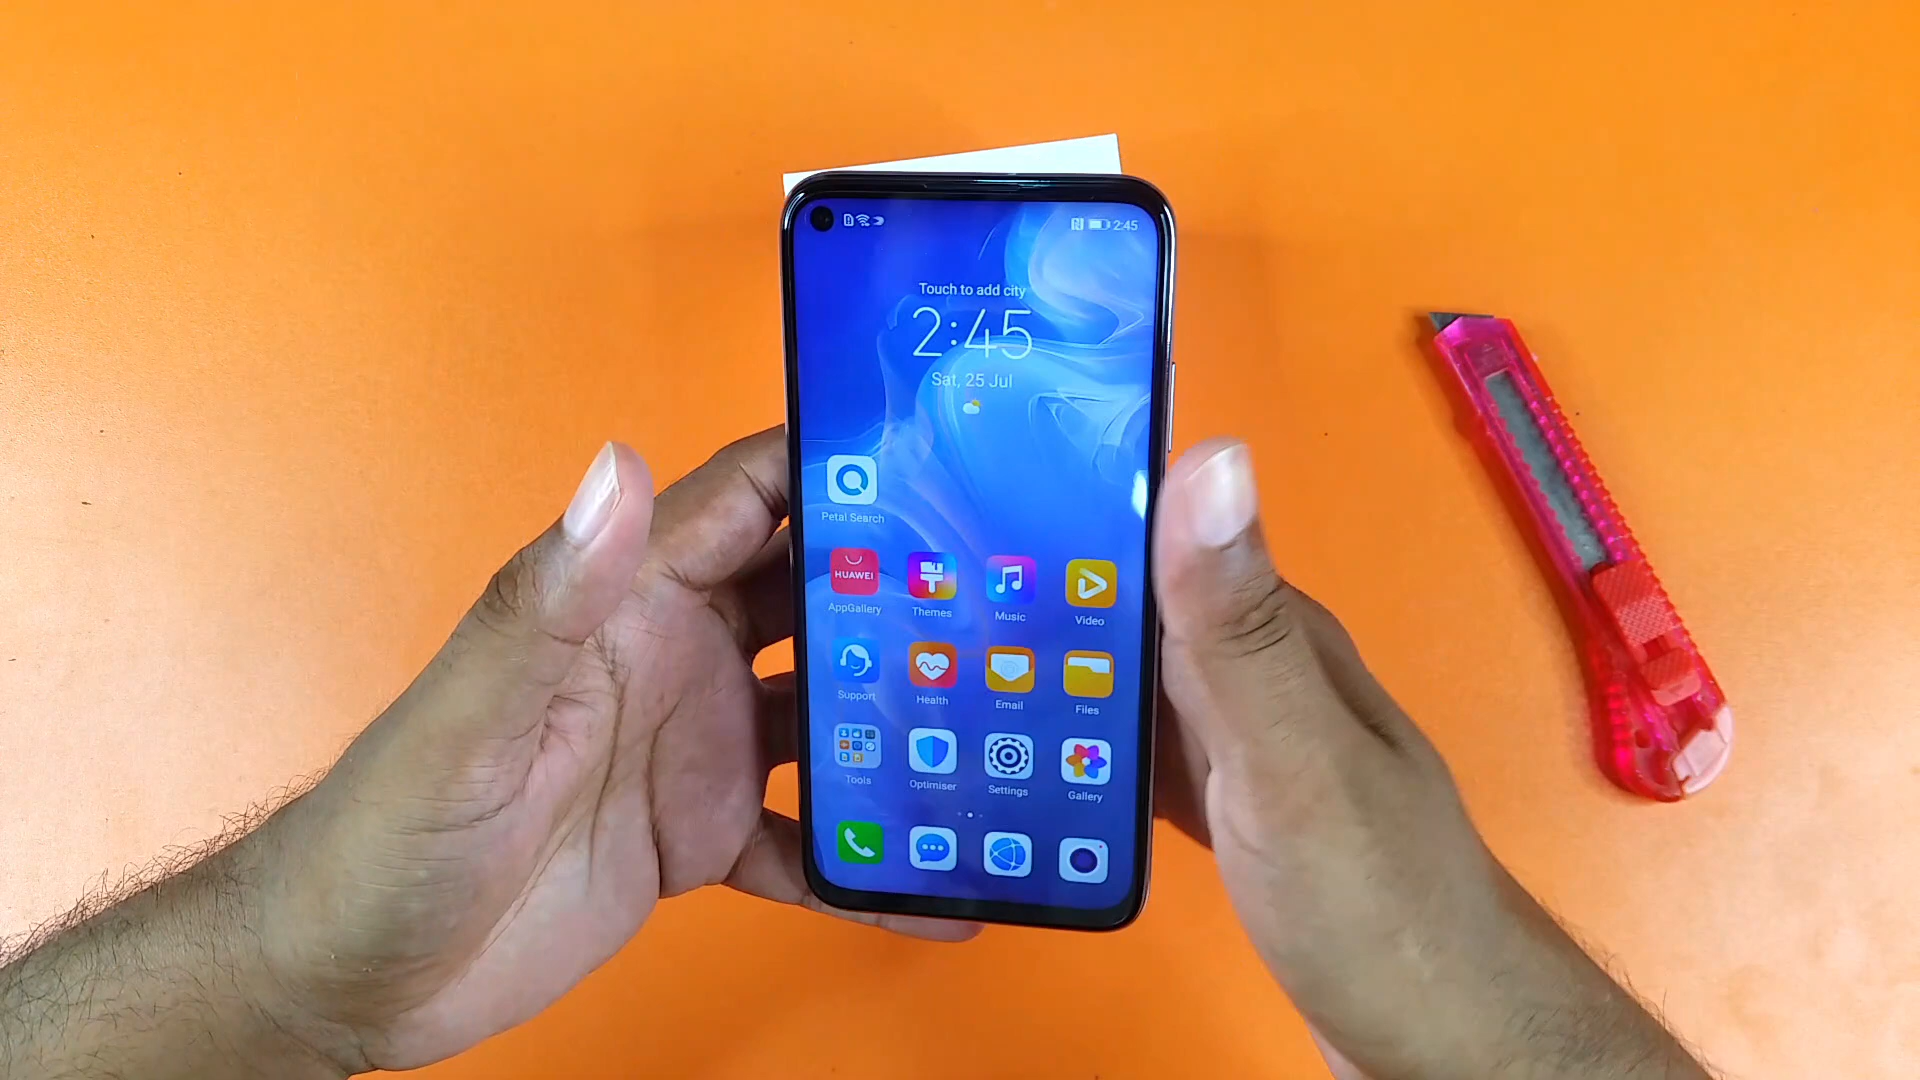 2:45
Touch to add city
2:45
Sat, 25 Jul
Petal Search
HUAWEI
AppGallery
Themes
Music
Video
Support
Health
Email
Files
Tools
Optimiser
Settings
Gallery